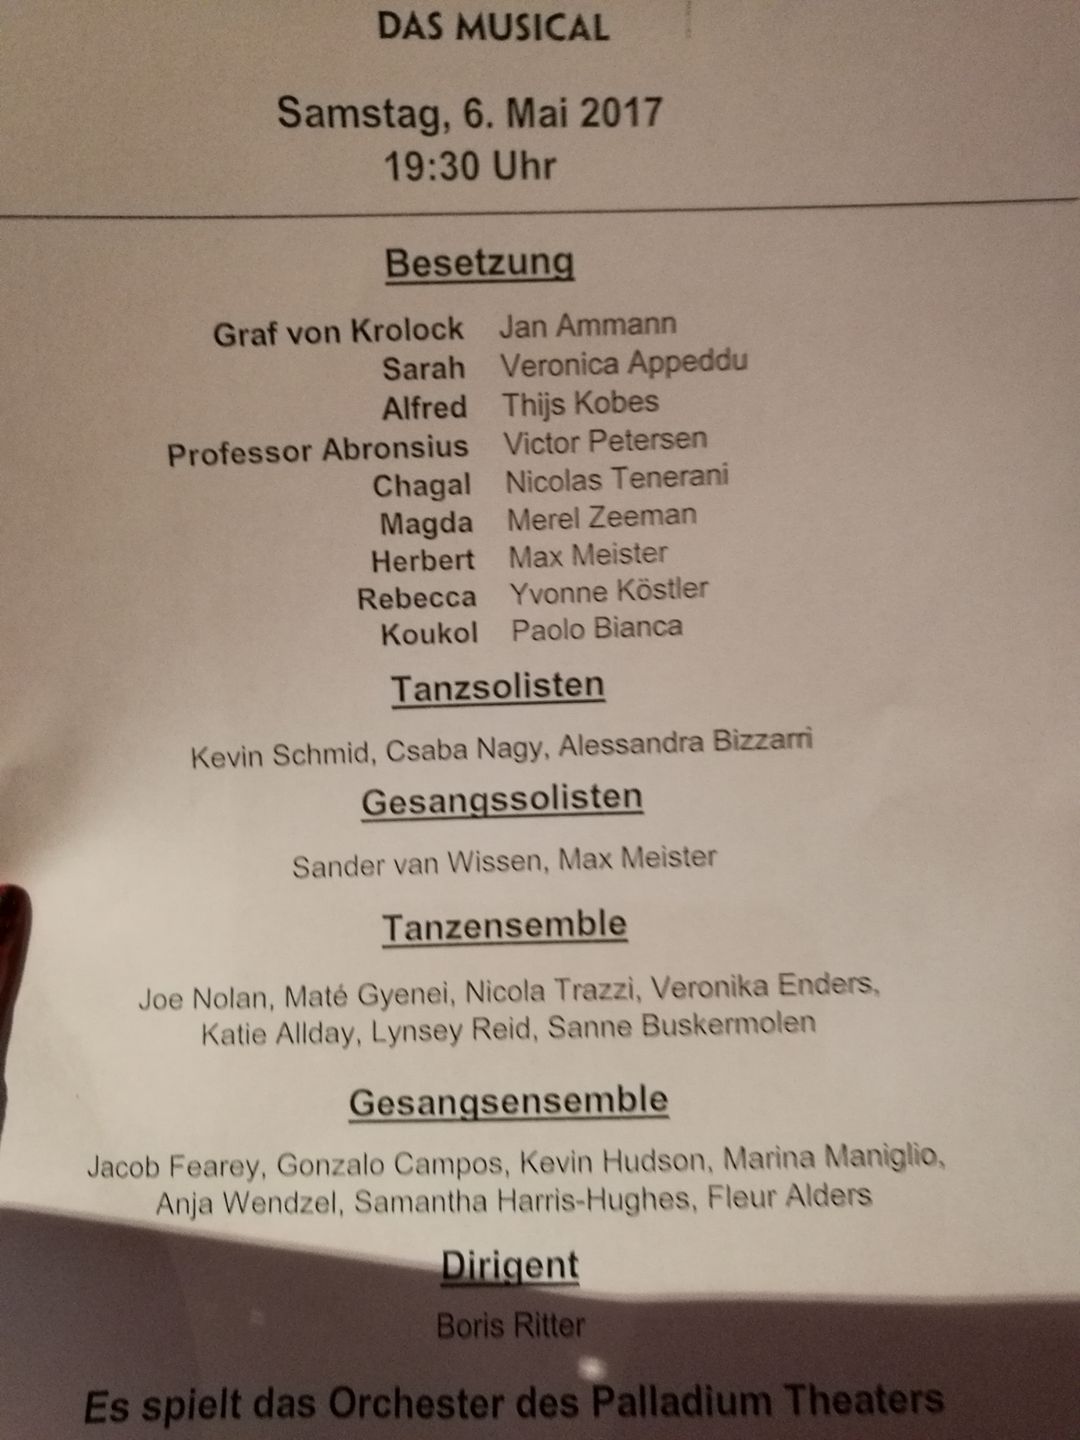 DAS MUSICAL
Samstag, 6. Mai 2017
19:30 Uhr
Besetzung
Graf von Krolock Jan Ammann
Sarah Veronica Appeddu
Alfred Thijs Kobes
Professor Abronsius Victor Petersen
Chagal Nicolas Tenerani
Magda Merel Zeeman
Herbert Max Meister
Rebecca Yvonne Köstler
Koukol Paolo Bianca
Tanzsolisten
Kevin Schmid, Csaba Nagy, Alessandra Bizzarri
Gesangssolisten
Sander van Wissen, Max Meister
Tanzensemble
Joe Nolan, Maté Gyenei, Nicola Trazzi, Veronika Enders,
Katie Allday, Lynsey Reid, Sanne Buskermolen
Gesangsensemble
Jacob Fearey, Gonzalo Campos, Kevin Hudson, Marina Maniglio,
Anja Wendzel, Samantha Harris-Hughes, Fleur Alders
Dirigent
Boris Ritter
Es spielt das Orchester des Palladium Theaters